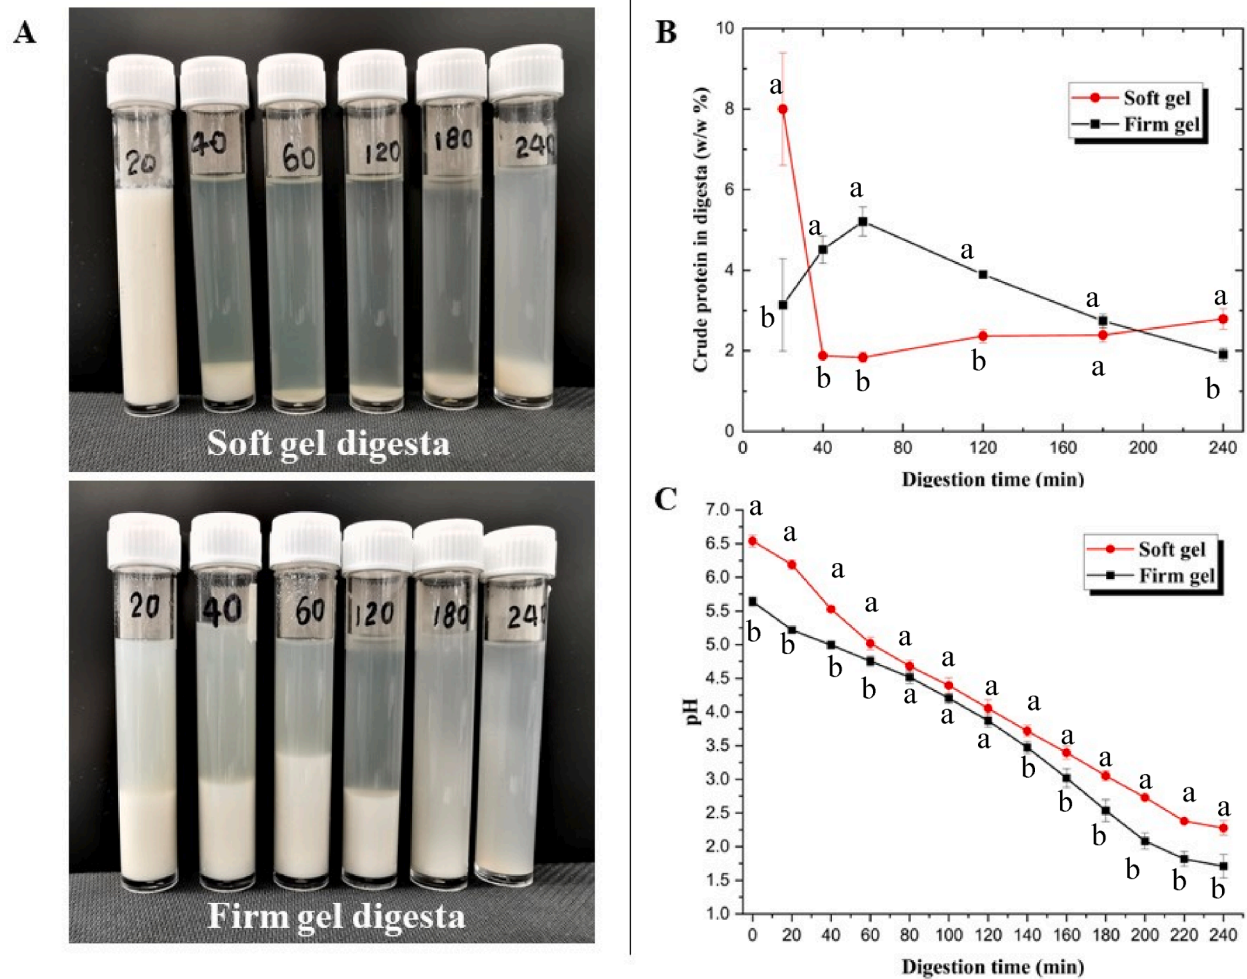 A
20 40 60 120 180 240
Soft gel digesta
20 40 60 120 180 240
Firm gel digesta
B
Crude protein in digesta (w/w %)
10
8
6
4
2
0
Soft gel
Firm gel
a a a a a a
b b b b a b
0 40 80 120 160 200 240
Digestion time (min)
C
pH
7.0
6.5
6.0
5.5
5.0
4.5
4.0
3.5
3.0
2.5
2.0
1.5
1.0
Soft gel
Firm gel
a a a a a a a a a a a a a
b b b b a a a b b b b b b
0 20 40 60 80 100 120 140 160 180 200 220 240
Digestion time (min)